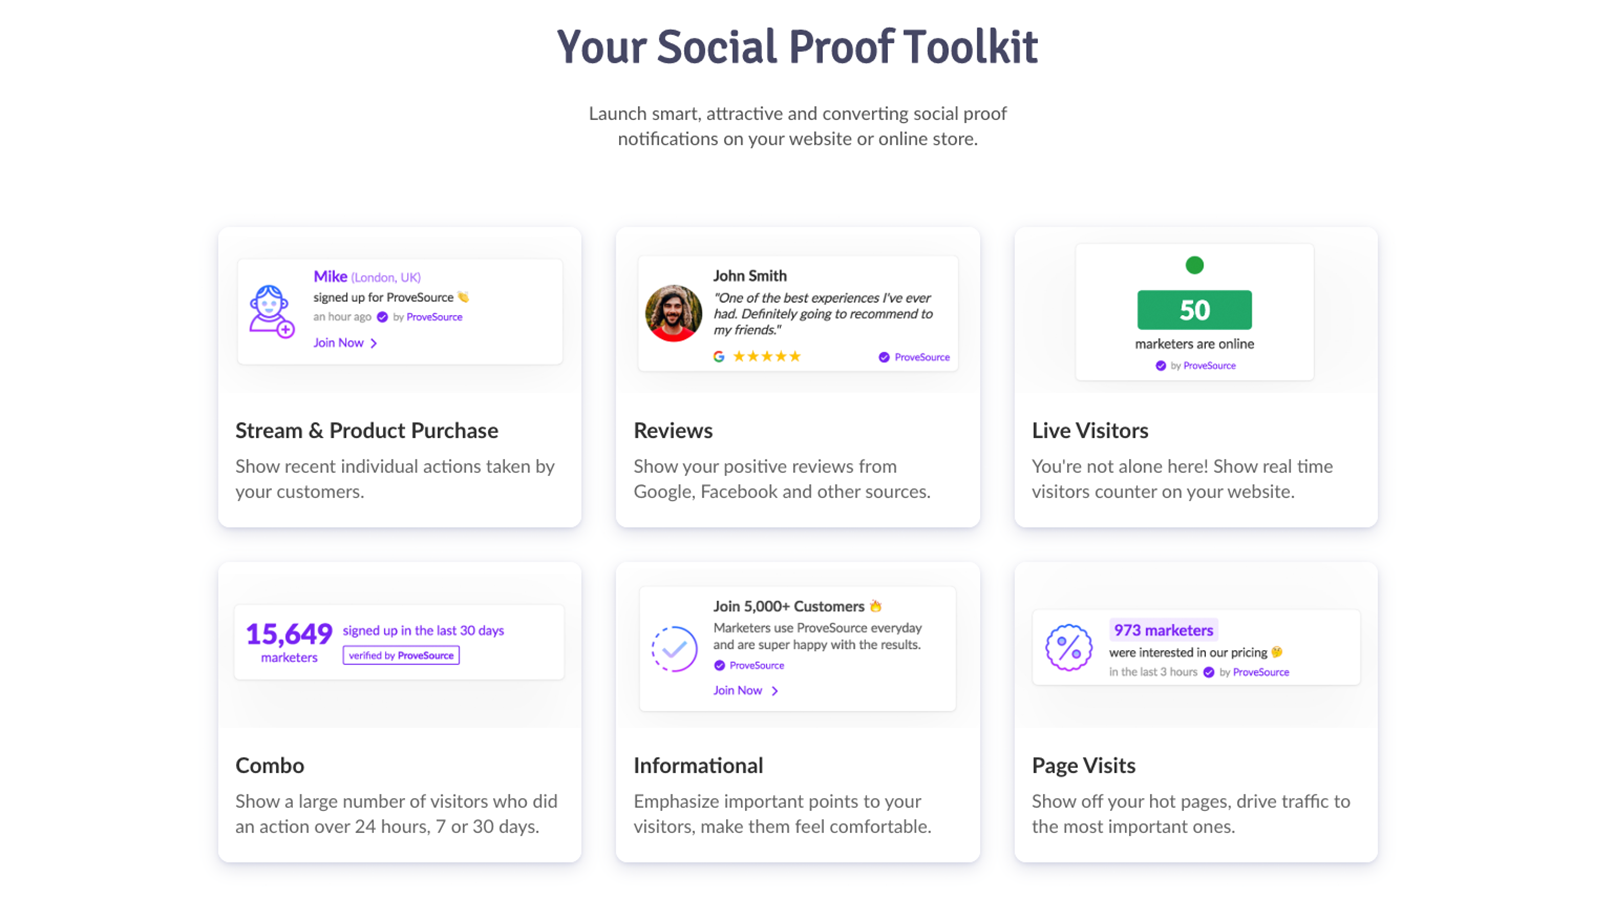 Your Social Proof Toolkit
Launch smart, attractive and converting social proof
notifications on your website or online store.
Mike (London, UK)
signed up for ProveSource 👏
an hour ago by ProveSource
Join Now >
Stream & Product Purchase
Show recent individual actions taken by
your customers.
John Smith
"One of the best experiences I've ever
had. Definitely going to recommend to
my friends."
G ★★★★★ ProveSource
Reviews
Show your positive reviews from
Google, Facebook and other sources.
50
marketers are online
by ProveSource
Live Visitors
You're not alone here! Show real time
visitors counter on your website.
15,649 signed up in the last 30 days
marketers verified by ProveSource
Combo
Show a large number of visitors who did
an action over 24 hours, 7 or 30 days.
Join 5,000+ Customers 🔥
Marketers use ProveSource everyday
and are super happy with the results.
ProveSource
Join Now >
Informational
Emphasize important points to your
visitors, make them feel comfortable.
%
973 marketers
were interested in our pricing 🤔
in the last 3 hours by ProveSource
Page Visits
Show off your hot pages, drive traffic to
the most important ones.